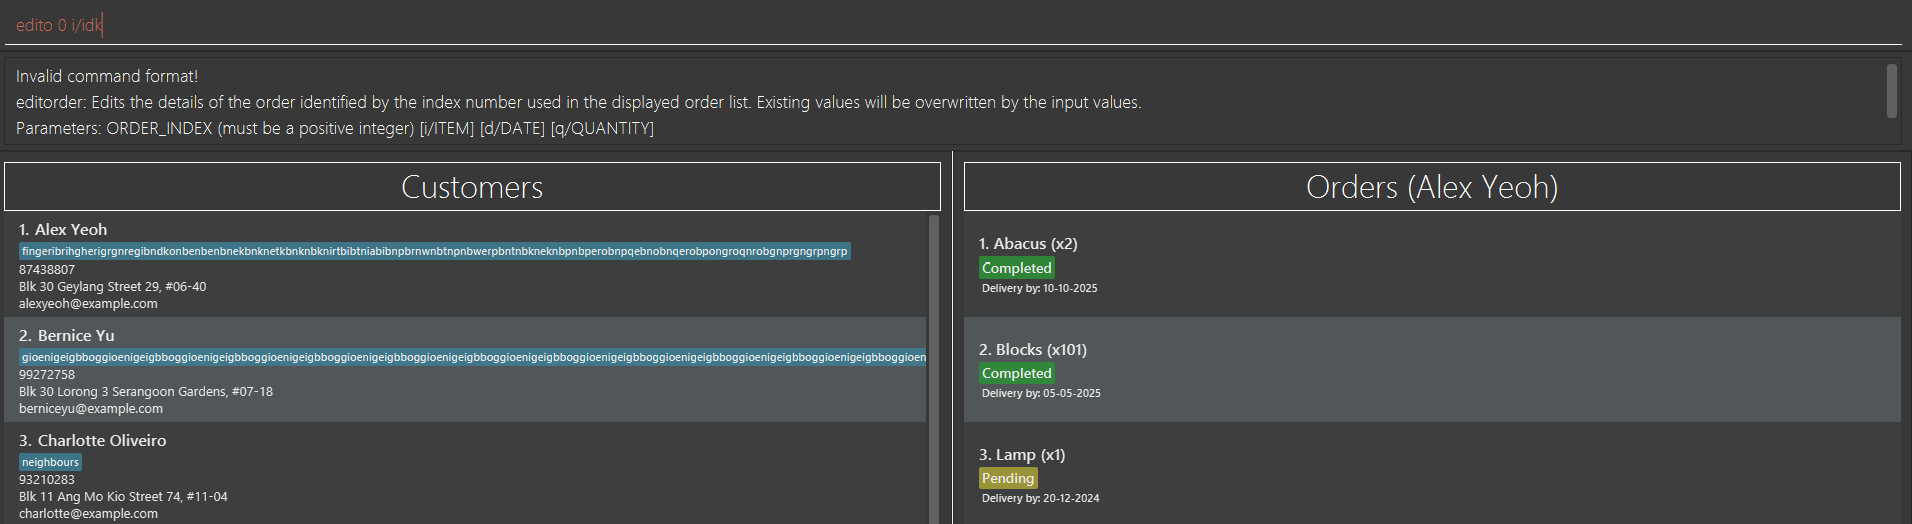 edito 0 i/idk
Invalid command format!
editorder: Edits the details of the order identified by the index number used in the displayed order list. Existing values will be overwritten by the input values.
Parameters: ORDER_INDEX (must be a positive integer) [i/ITEM] [d/DATE] [q/QUANTITY]
Customers
1. Alex Yeoh
87438807
Blk 30 Geylang Street 29, #06-40
alexyeoh@example.com
2. Bernice Yu
99272758
Blk 30 Lorong 3 Serangoon Gardens, #07-18
berniceyu@example.com
3. Charlotte Oliveiro
neighbours
93210283
Blk 11 Ang Mo Kio Street 74, #11-04
charlotte@example.com
Orders (Alex Yeoh)
1. Abacus (x2)
Completed
Delivery by: 10-10-2025
2. Blocks (x101)
Completed
Delivery by: 05-05-2025
3. Lamp (x1)
Pending
Delivery by: 20-12-2024